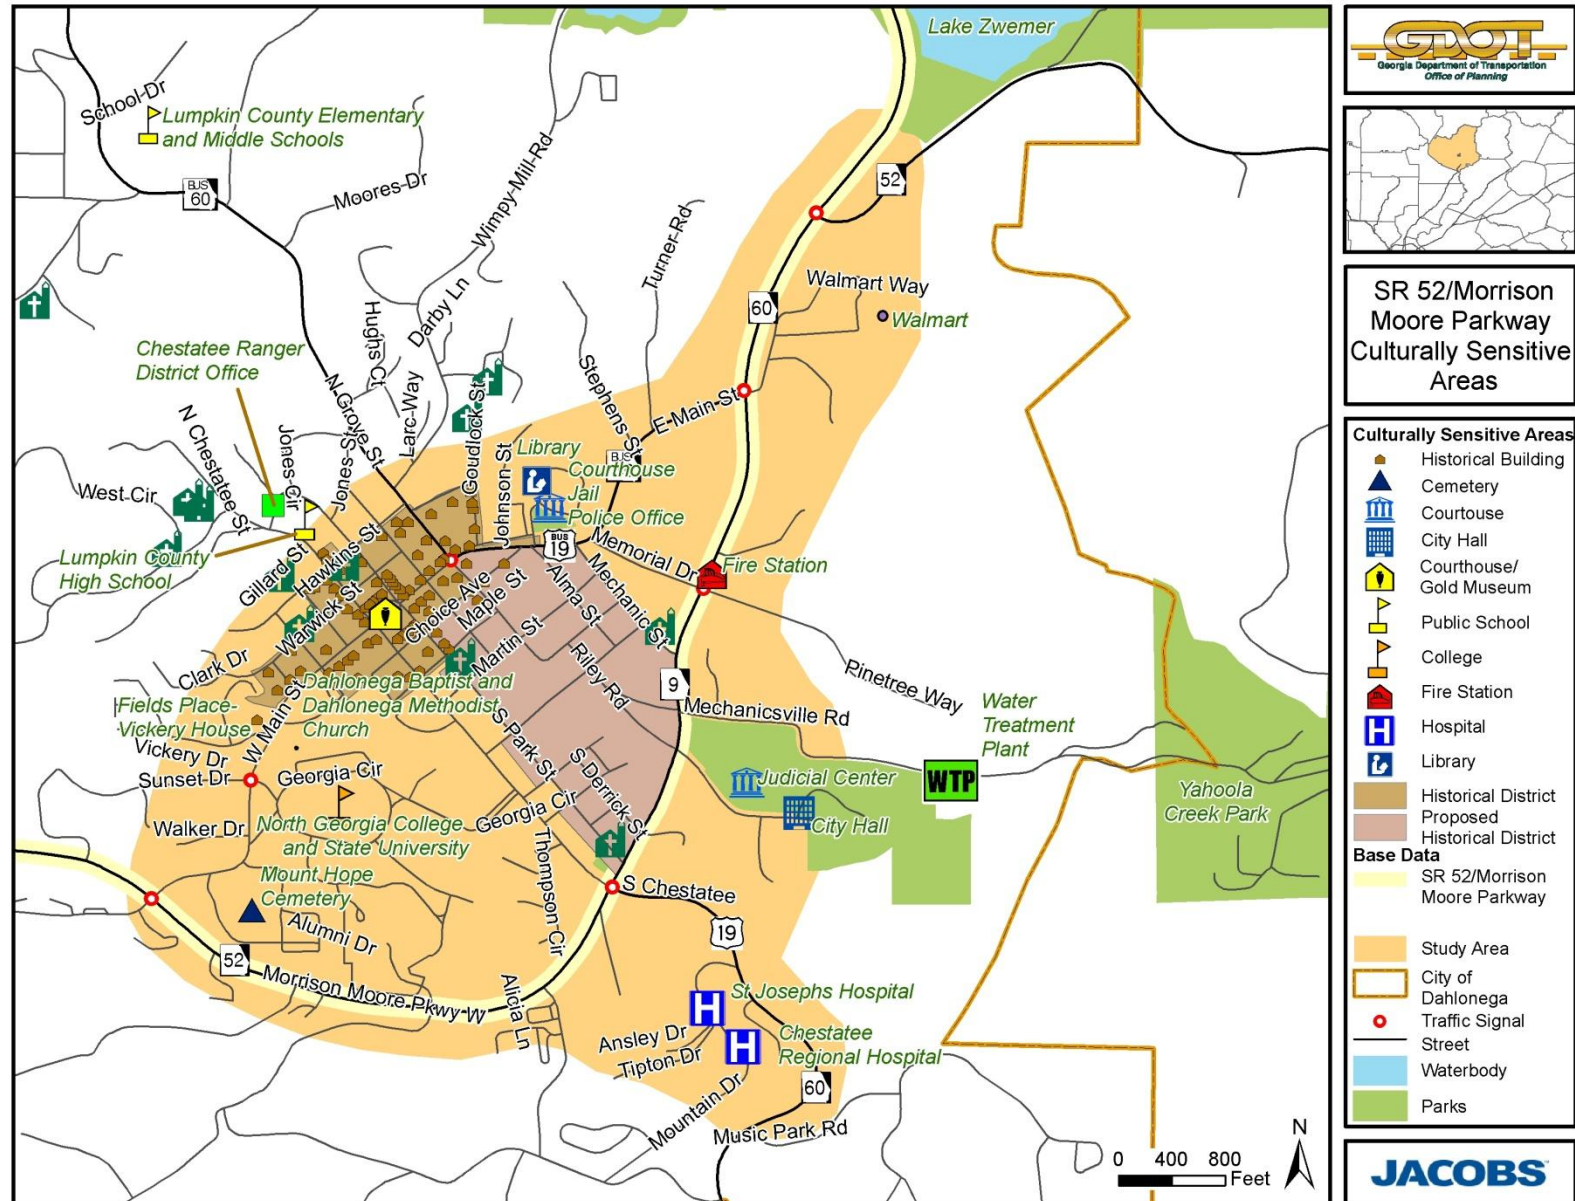 Lake Zwemer
School Dr
Lumpkin County Elementary
and Middle Schools
BUS
60
Moores Dr
Wimpy Mill Rd
52
Turner Rd
Walmart Way
60
Walmart
Hughs Ct
Darby Ln
Chestatee Ranger
District Office
N Grove St
Larc Way
Goudlock St
Stephens St
E Main St
N Chestatee St
Jones Cir
Jones St
West Cir
Johnson St
Library
Courthouse
Jail
Police Office
BUS
BUS
19
Memorial Dr
Fire Station
Lumpkin County
High School
Gillard St
Hawkins St
Warwick St
Choice Ave
Maple St
Alma St
Mechanic St
Martin St
Riley Rd
Clark Dr
Pinetree Way
9
Mechanicsville Rd
Water
Treatment
Plant
WTP
Fields Place-
Vickery House
W Main St
Dahlonega Baptist and
Dahlonega Methodist
Church
Vickery Dr
Sunset Dr
Georgia Cir
S Park St
S Derrick St
Judicial Center
City Hall
Yahoola
Creek Park
Walker Dr
North Georgia College
and State University
Georgia Cir
Thompson Cir
Mount Hope
Cemetery
Alumni Dr
S Chestatee
19
52
Morrison Moore Pkwy W
Alicia Ln
St Josephs Hospital
H
Ansley Dr
Chestatee
Regional Hospital
H
Tipton Dr
Mountain Dr
60
Music Park Rd
0 400 800
Feet
N
GDOT
Georgia Department of Transportation
Office of Planning
SR 52/Morrison
Moore Parkway
Culturally Sensitive
Areas
Culturally Sensitive Areas
Historical Building
Cemetery
Courtouse
City Hall
Courthouse/
Gold Museum
Public School
College
Fire Station
H
Hospital
Library
Historical District
Proposed
Historical District
Base Data
SR 52/Morrison
Moore Parkway
Study Area
City of
Dahlonega
Traffic Signal
Street
Waterbody
Parks
JACOBS